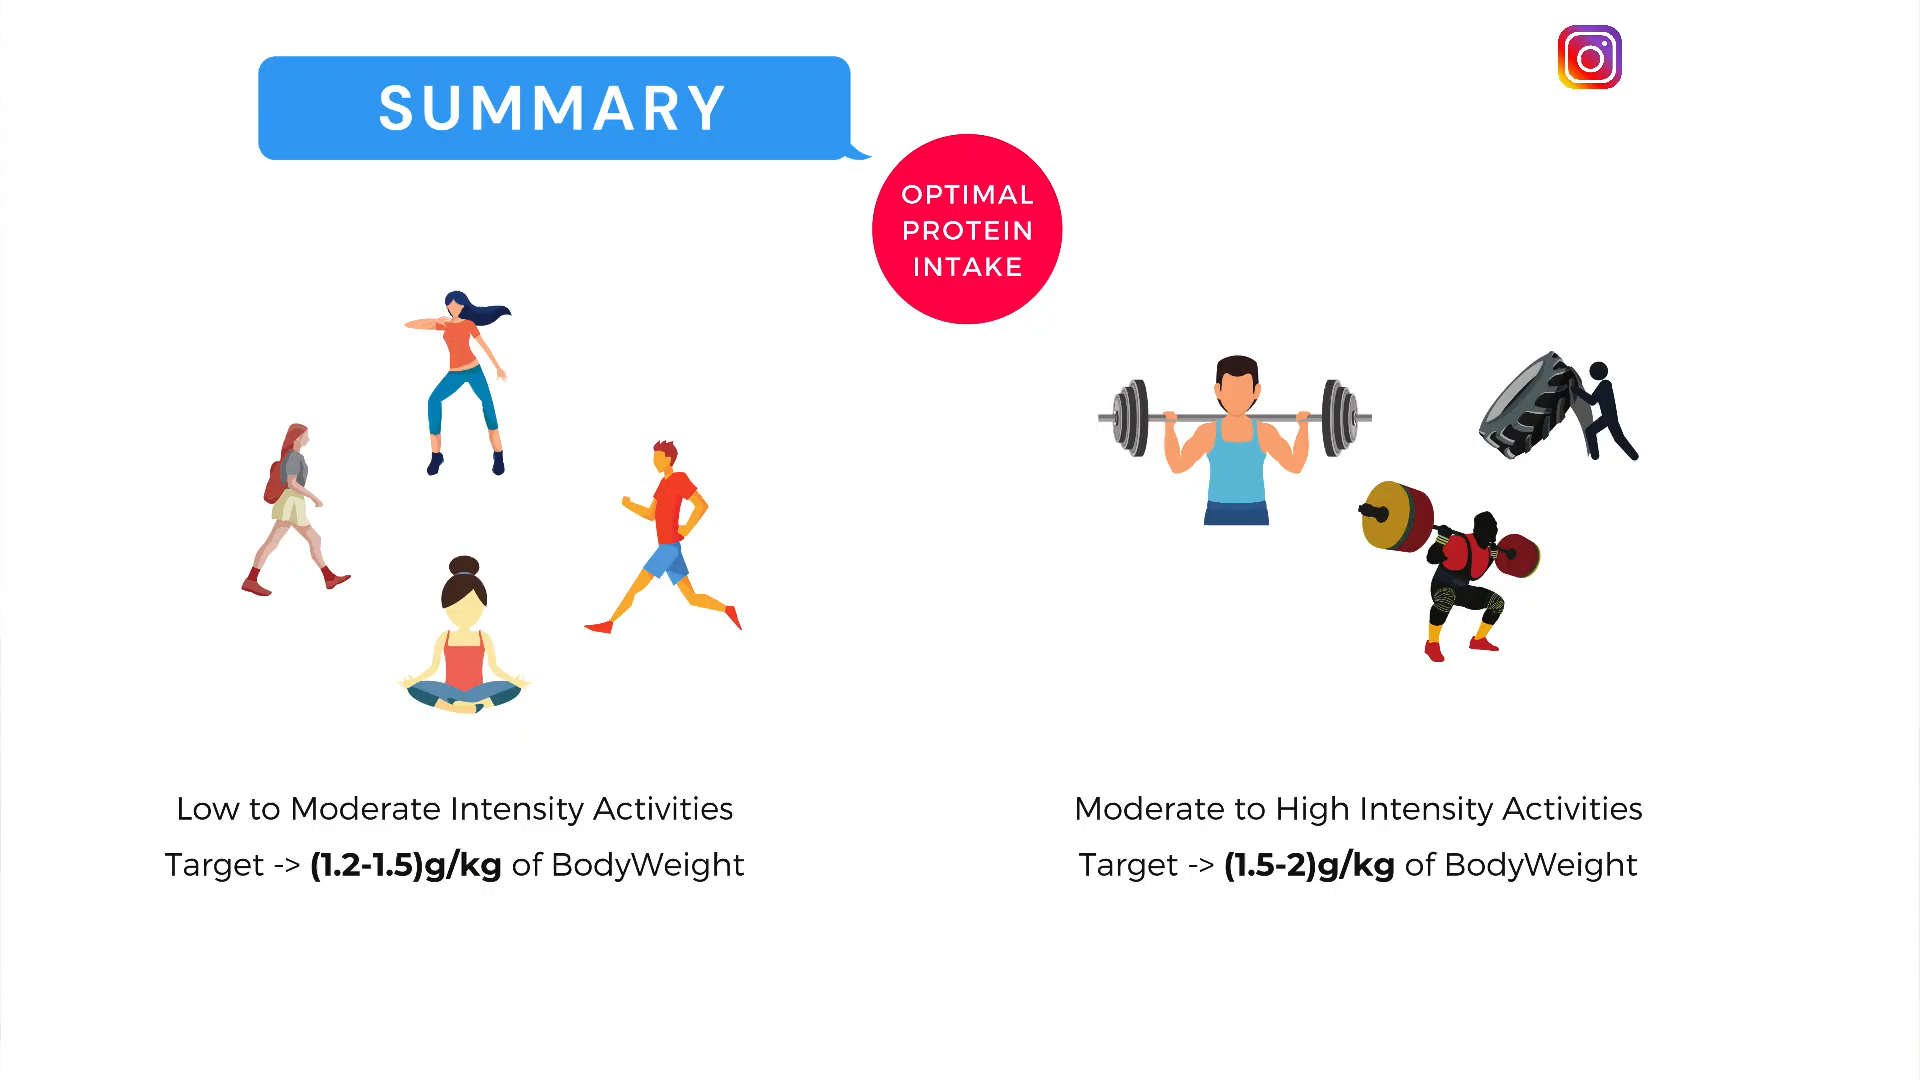 SUMMARY
OPTIMAL
PROTEIN
INTAKE
Low to Moderate Intensity Activities
Target -> (1.2-1.5)g/kg of BodyWeight
Moderate to High Intensity Activities
Target -> (1.5-2)g/kg of BodyWeight